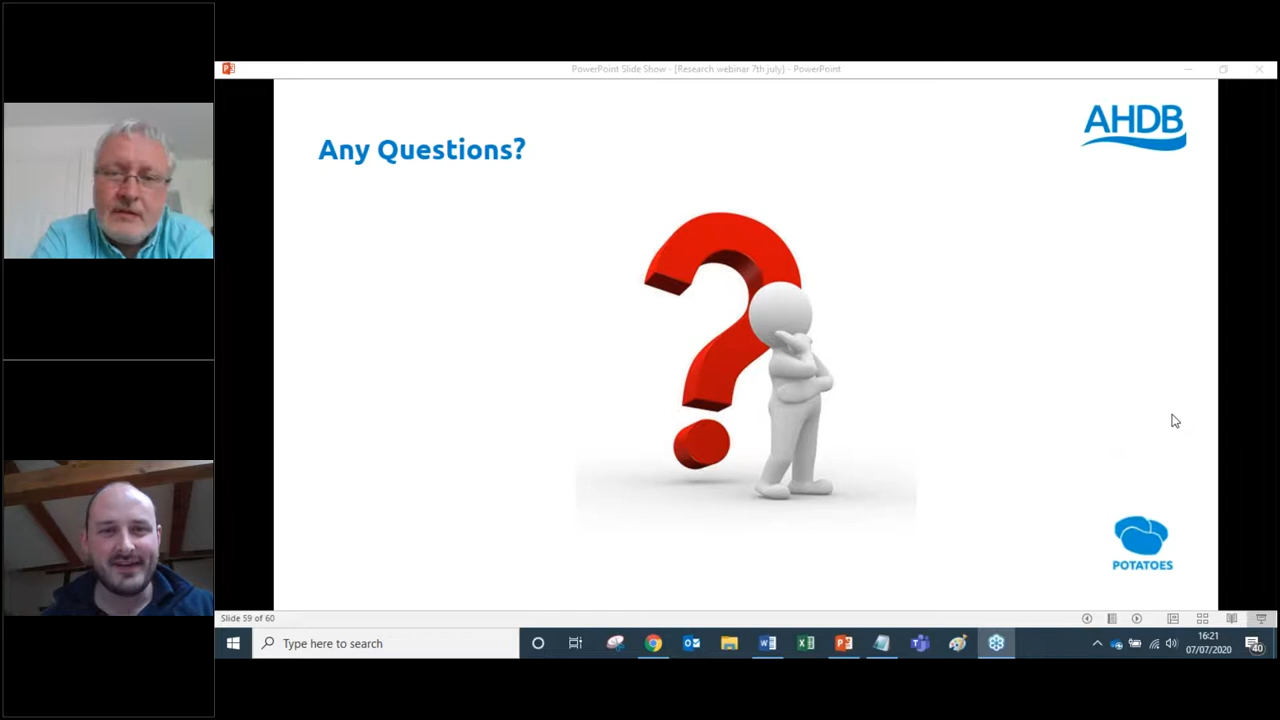 PowerPoint Slide Show - [Research webinar 7th july] - PowerPoint
AHDB
Any Questions?
POTATOES
Slide 59 of 60
Type here to search
16:21
07/07/2020
40